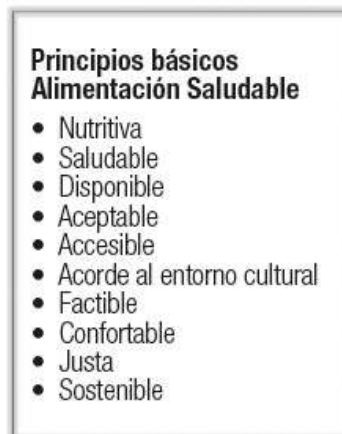 Principios básicos
Alimentación Saludable
• Nutritiva
• Saludable
• Disponible
• Aceptable
• Accesible
• Acorde al entorno cultural
• Factible
• Confortable
• Justa
• Sostenible